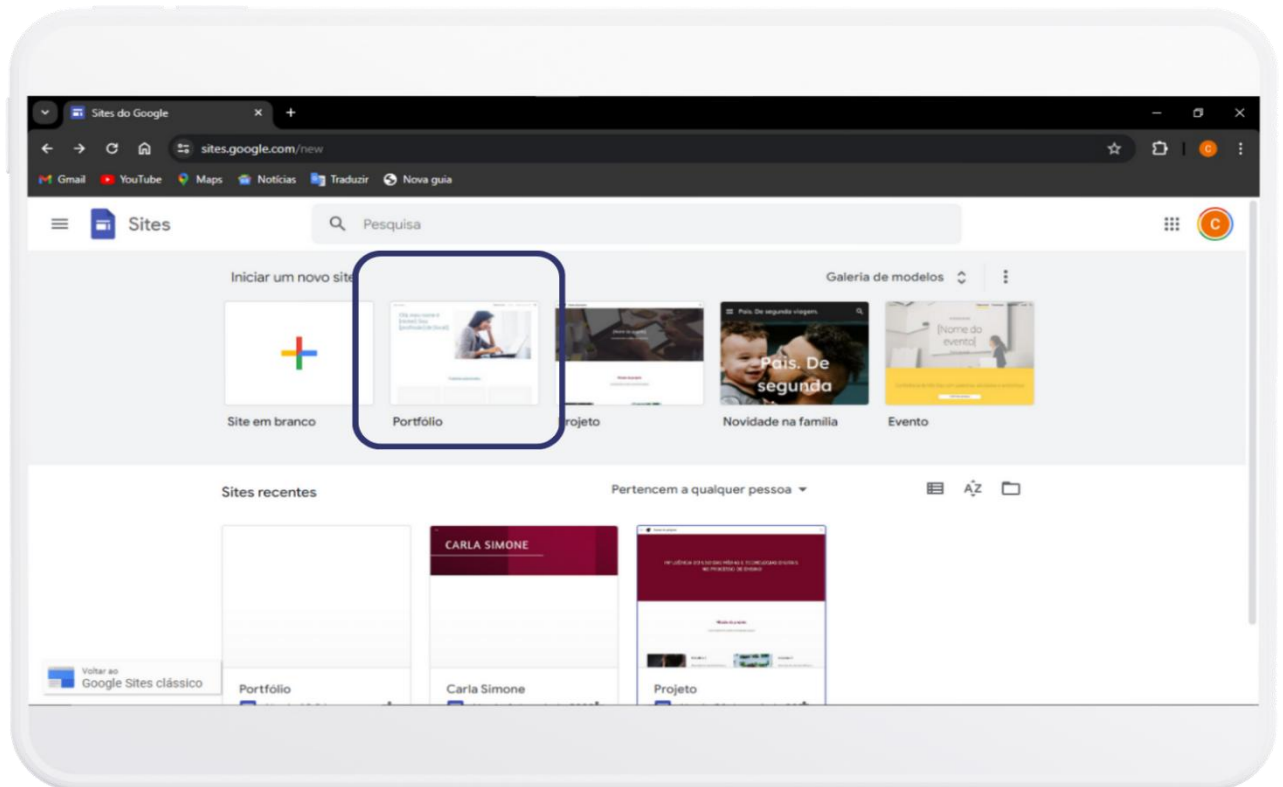 Sites do Google
sites.google.com/new
Gmail YouTube Maps Notícias Traduzir Nova guia
Sites
Pesquisa
Iniciar um novo site
Galeria de modelos
Pais. De segunda viagem.
[Nome do
evento]
Pais. De
segunda
Site em branco
Portfólio
Projeto
Novidade na família
Evento
Sites recentes
Pertencem a qualquer pessoa
AZ
CARLA SIMONE
Voltar ao
Google Sites clássico
Portfólio
Carla Simone
Projeto
C